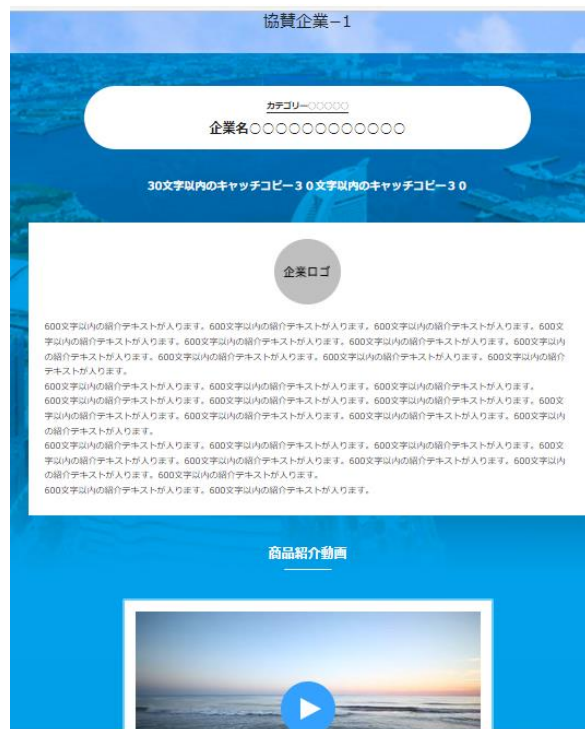 協賛企業−1
カテゴリー○○○○○
企業名○○○○○○○○○○○○
30文字以内のキャッチコピー３０文字以内のキャッチコピー３０
企業ロゴ
600文字以内の紹介テキストが入ります。600文字以内の紹介テキストが入ります。600文字以内の紹介テキストが入ります。600文
字以内の紹介テキストが入ります。600文字以内の紹介テキストが入ります。600文字以内の紹介テキストが入ります。600文字以内
の紹介テキストが入ります。600文字以内の紹介テキストが入ります。600文字以内の紹介テキストが入ります。600文字以内の紹介
テキストが入ります。
600文字以内の紹介テキストが入ります。600文字以内の紹介テキストが入ります。600文字以内の紹介テキストが入ります。
600文字以内の紹介テキストが入ります。600文字以内の紹介テキストが入ります。600文字以内の紹介テキストが入ります。600文
字以内の紹介テキストが入ります。600文字以内の紹介テキストが入ります。600文字以内の紹介テキストが入ります。600文字以内
の紹介テキストが入ります。
600文字以内の紹介テキストが入ります。600文字以内の紹介テキストが入ります。600文字以内の紹介テキストが入ります。600文
字以内の紹介テキストが入ります。600文字以内の紹介テキストが入ります。600文字以内の紹介テキストが入ります。600文字以内
の紹介テキストが入ります。600文字以内の紹介テキストが入ります。
600文字以内の紹介テキストが入ります。600文字以内の紹介テキストが入ります。
商品紹介動画